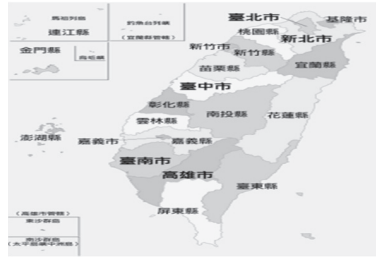 馬祖列島
連江縣
釣魚台列嶼
(宜蘭縣管轄)
金門縣
烏坵鄉
臺北市
基隆市
桃園縣
新北市
新竹市
新竹縣
宜蘭縣
苗栗縣
臺中市
彰化縣
南投縣
花蓮縣
雲林縣
澎湖縣
嘉義市
嘉義縣
臺南市
高雄市
臺東縣
屏東縣
(高雄市管轄)
東沙群島
南沙群島
(太平島與中洲島)